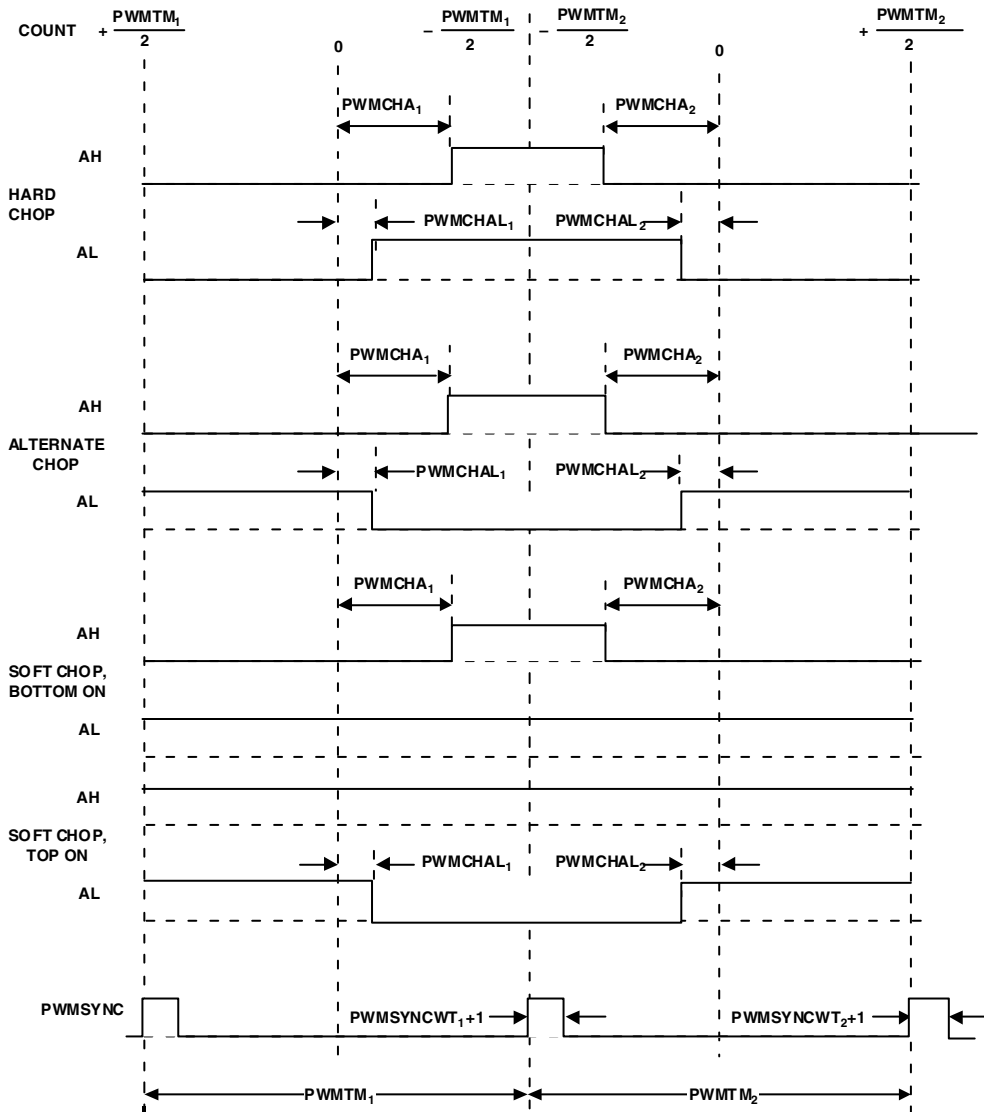 COUNT + PWMTM₁/2 0 − PWMTM₁/2 − PWMTM₂/2 0 + PWMTM₂/2
PWMCHA₁ PWMCHA₂
AH
HARD CHOP
PWMCHAL₁ PWMCHAL₂
AL
PWMCHA₁ PWMCHA₂
AH
ALTERNATE CHOP
PWMCHAL₁ PWMCHAL₂
AL
PWMCHA₁ PWMCHA₂
AH
SOFT CHOP,
BOTTOM ON
AL
AH
SOFT CHOP,
TOP ON
PWMCHAL₁ PWMCHAL₂
AL
PWMSYNC
PWMSYNCWT₁+1 PWMSYNCWT₂+1
PWMTM₁ PWMTM₂